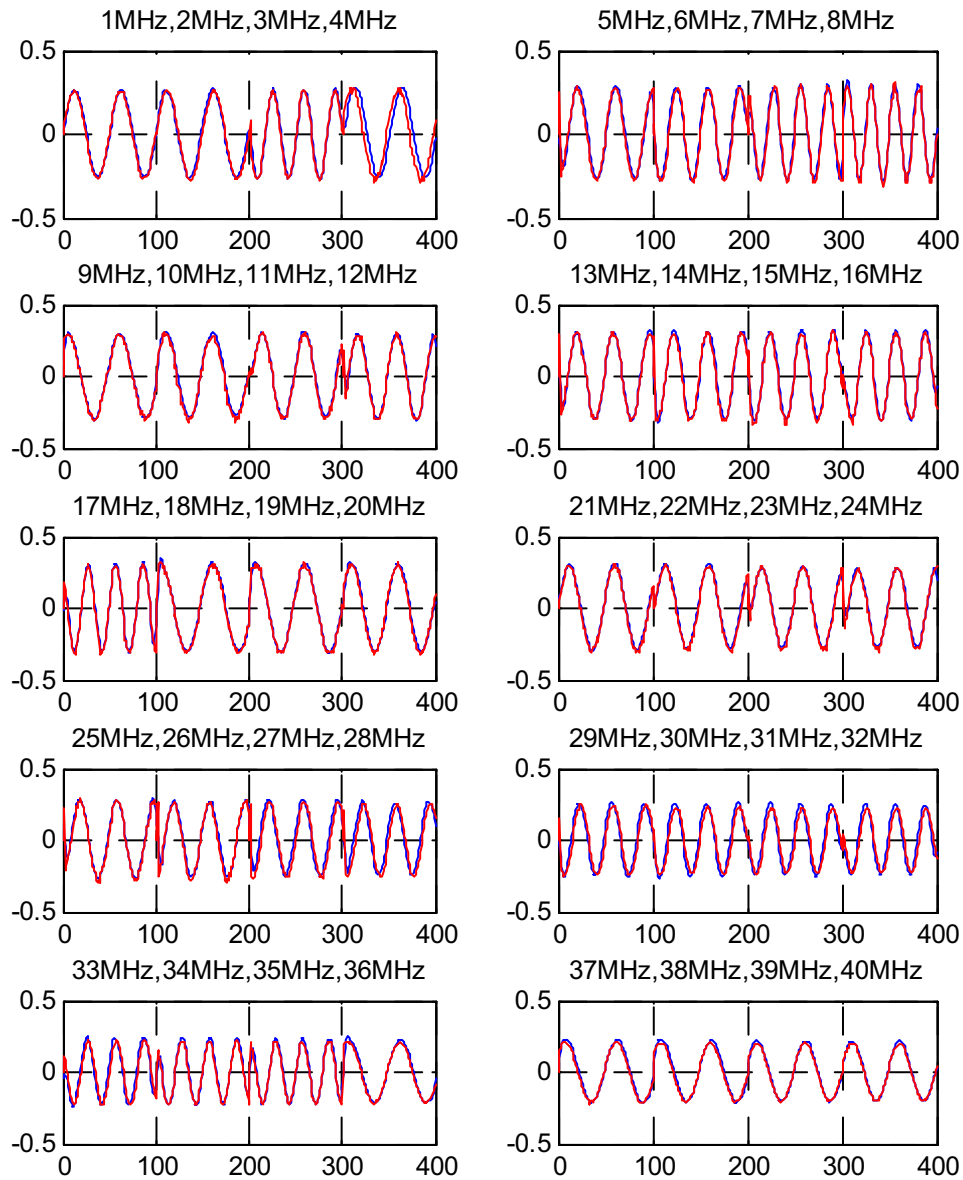 1MHz,2MHz,3MHz,4MHz
0.5
0
-0.5
0 100 200 300 400
5MHz,6MHz,7MHz,8MHz
0.5
0
-0.5
0 100 200 300 400
9MHz,10MHz,11MHz,12MHz
0.5
0
-0.5
0 100 200 300 400
13MHz,14MHz,15MHz,16MHz
0.5
0
-0.5
0 100 200 300 400
17MHz,18MHz,19MHz,20MHz
0.5
0
-0.5
0 100 200 300 400
21MHz,22MHz,23MHz,24MHz
0.5
0
-0.5
0 100 200 300 400
25MHz,26MHz,27MHz,28MHz
0.5
0
-0.5
0 100 200 300 400
29MHz,30MHz,31MHz,32MHz
0.5
0
-0.5
0 100 200 300 400
33MHz,34MHz,35MHz,36MHz
0.5
0
-0.5
0 100 200 300 400
37MHz,38MHz,39MHz,40MHz
0.5
0
-0.5
0 100 200 300 400